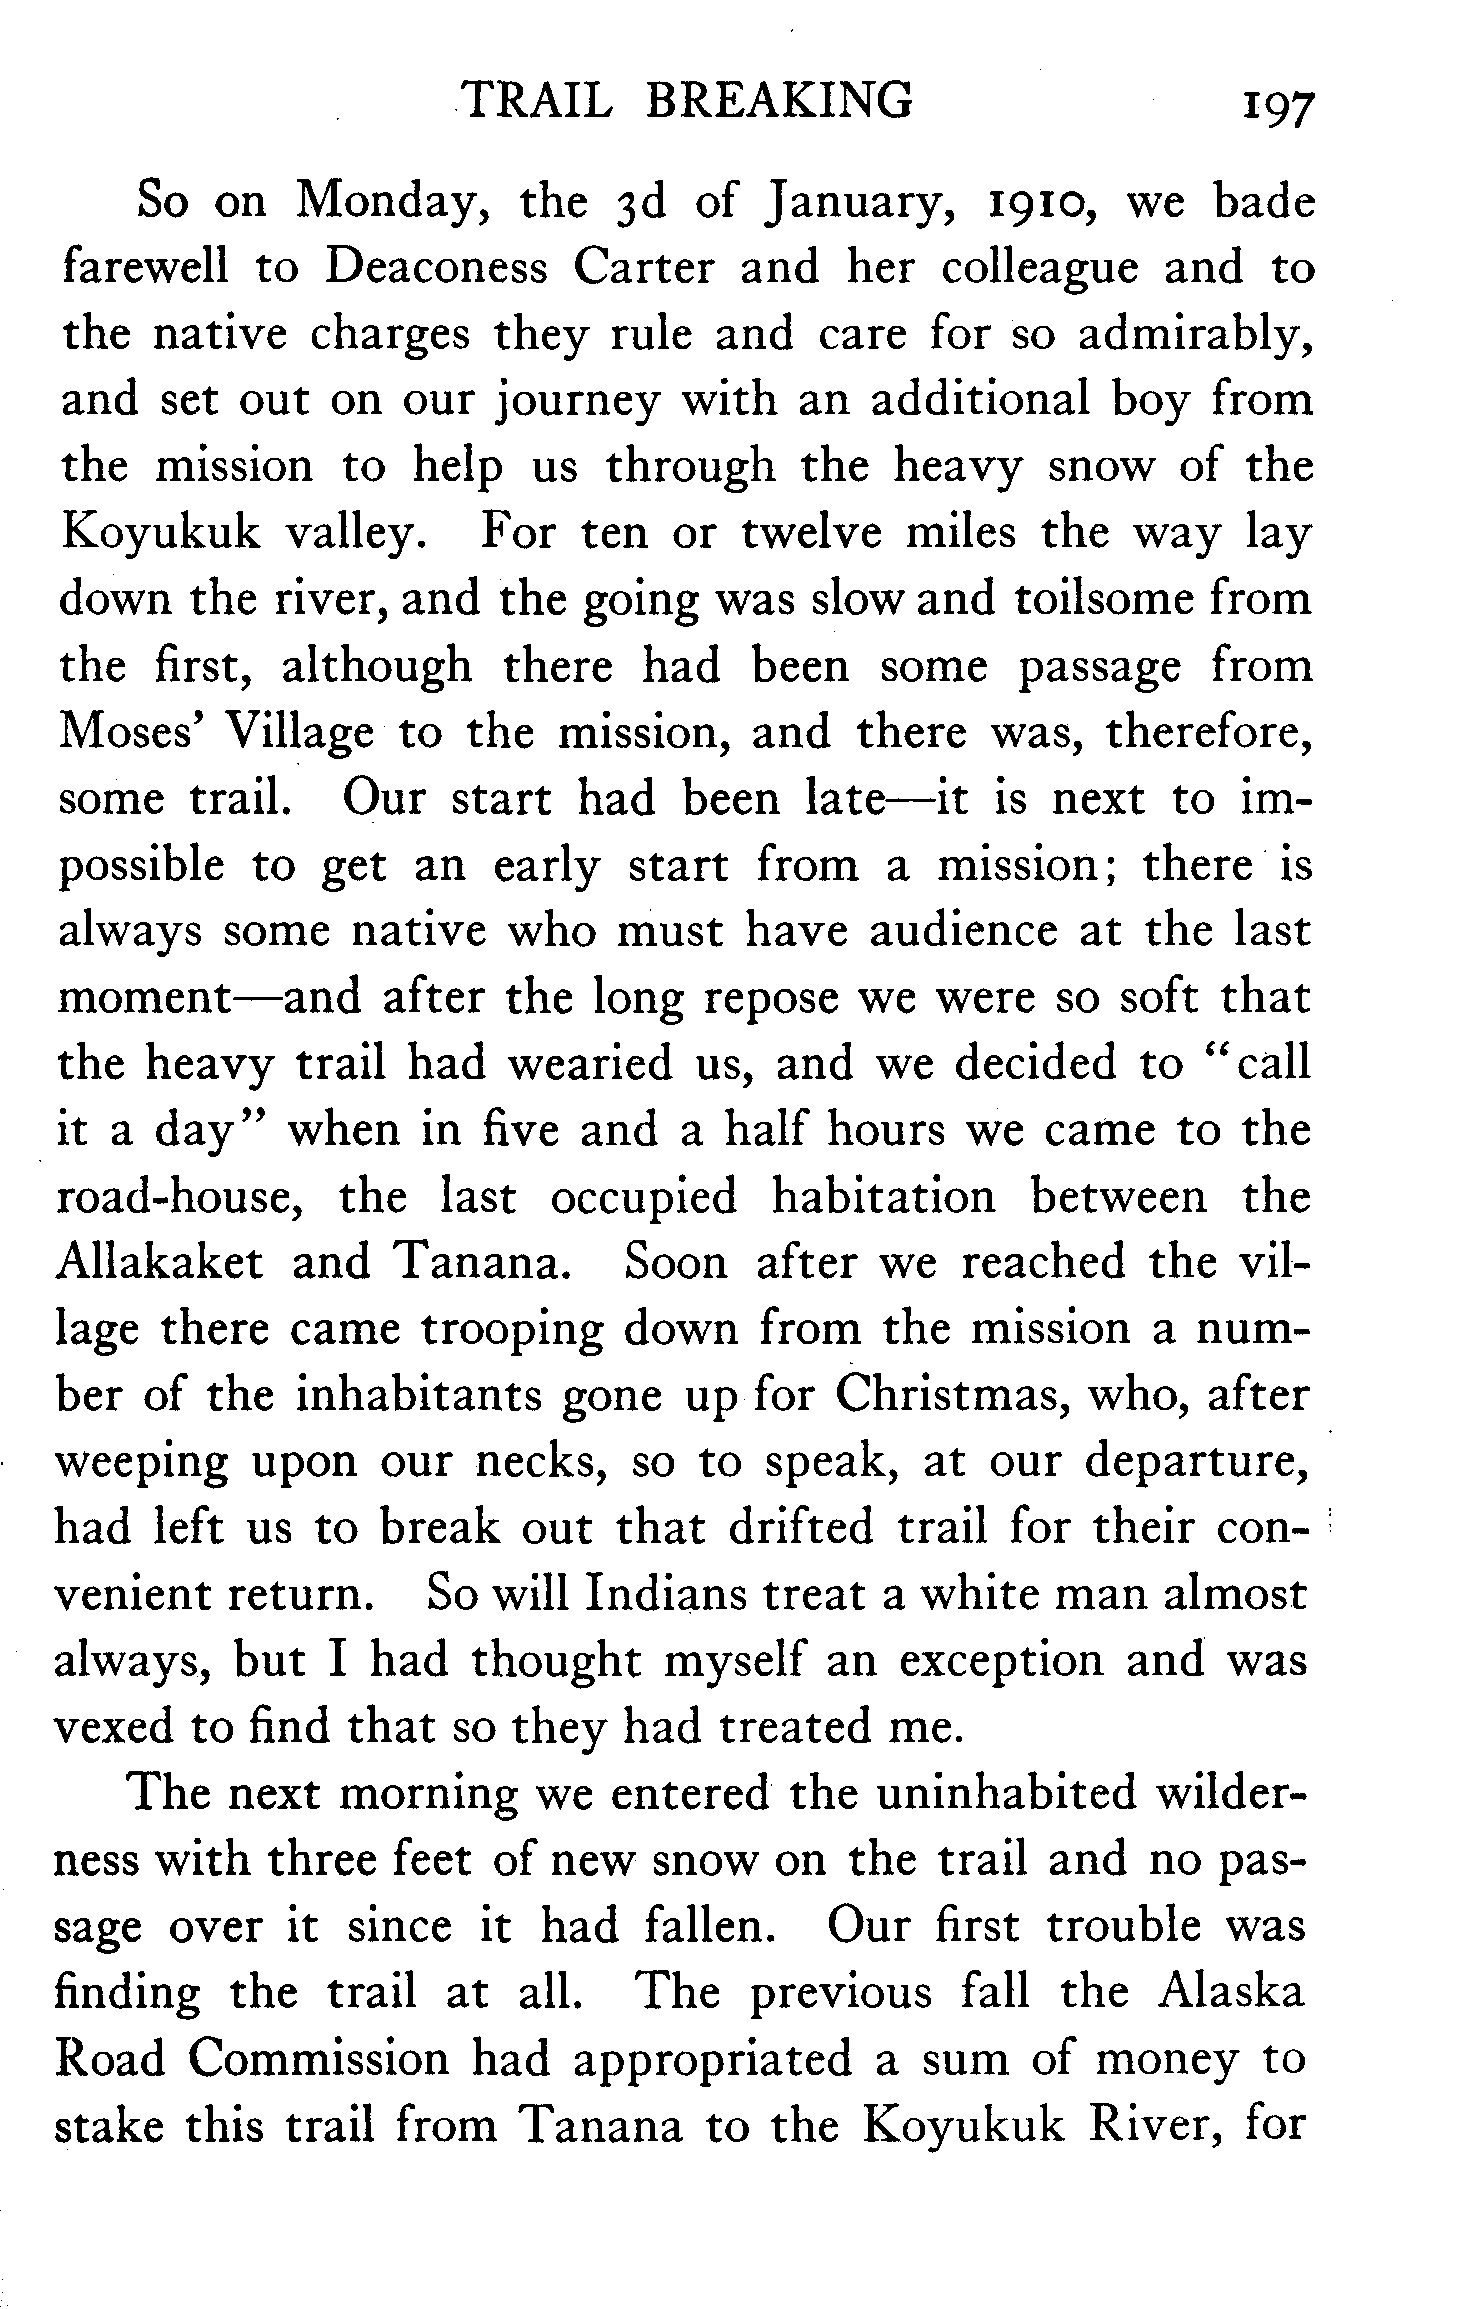 TRAIL BREAKING 197
So on Monday, the 3d of January, 1910, we bade
farewell to Deaconess Carter and her colleague and to
the native charges they rule and care for so admirably,
and set out on our journey with an additional boy from
the mission to help us through the heavy snow of the
Koyukuk valley. For ten or twelve miles the way lay
down the river, and the going was slow and toilsome from
the first, although there had been some passage from
Moses’ Village to the mission, and there was, therefore,
some trail. Our start had been late—it is next to im-
possible to get an early start from a mission; there is
always some native who must have audience at the last
moment—and after the long repose we were so soft that
the heavy trail had wearied us, and we decided to “call
it a day” when in five and a half hours we came to the
road-house, the last occupied habitation between the
Allakaket and Tanana. Soon after we reached the vil-
lage there came trooping down from the mission a num-
ber of the inhabitants gone up for Christmas, who, after
weeping upon our necks, so to speak, at our departure,
had left us to break out that drifted trail for their con-
venient return. So will Indians treat a white man almost
always, but I had thought myself an exception and was
vexed to find that so they had treated me.
The next morning we entered the uninhabited wilder-
ness with three feet of new snow on the trail and no pas-
sage over it since it had fallen. Our first trouble was
finding the trail at all. The previous fall the Alaska
Road Commission had appropriated a sum of money to
stake this trail from Tanana to the Koyukuk River, for